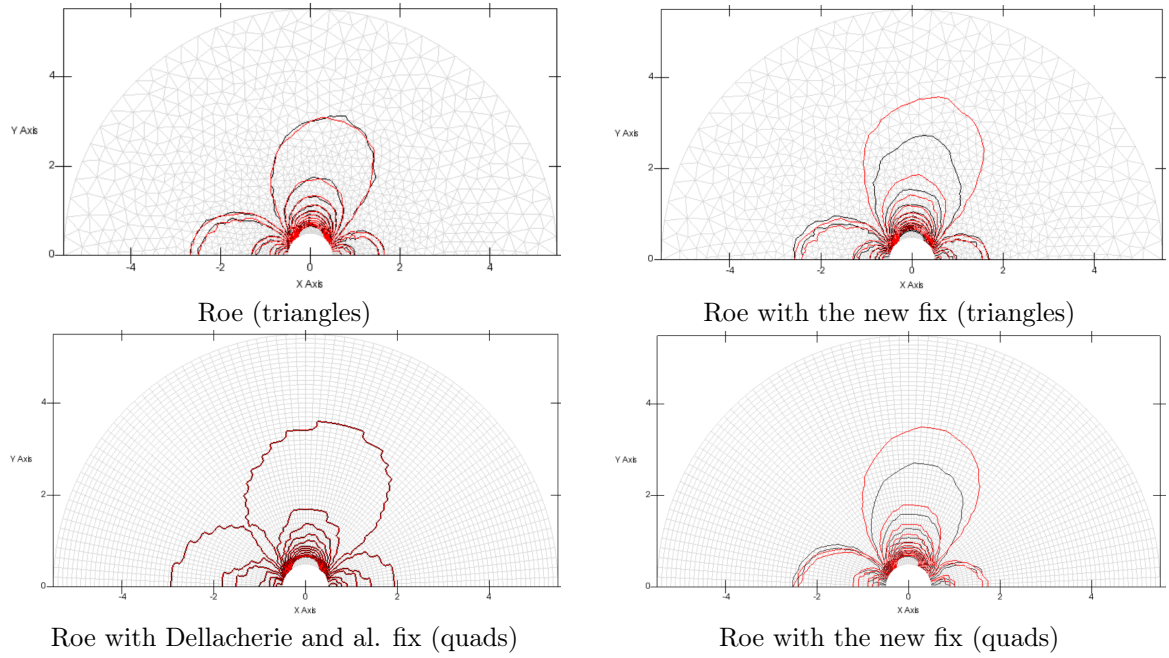 4
Y Axis
2
0
-4
-2
0
2
4
X Axis
Roe (triangles)
4
Y Axis
2
0
-4
-2
0
2
4
X Axis
Roe with the new fix (triangles)
4
Y Axis
2
0
-4
-2
0
2
4
X Axis
Roe with Dellacherie and al. fix (quads)
4
Y Axis
2
0
-4
-2
0
2
4
X Axis
Roe with the new fix (quads)